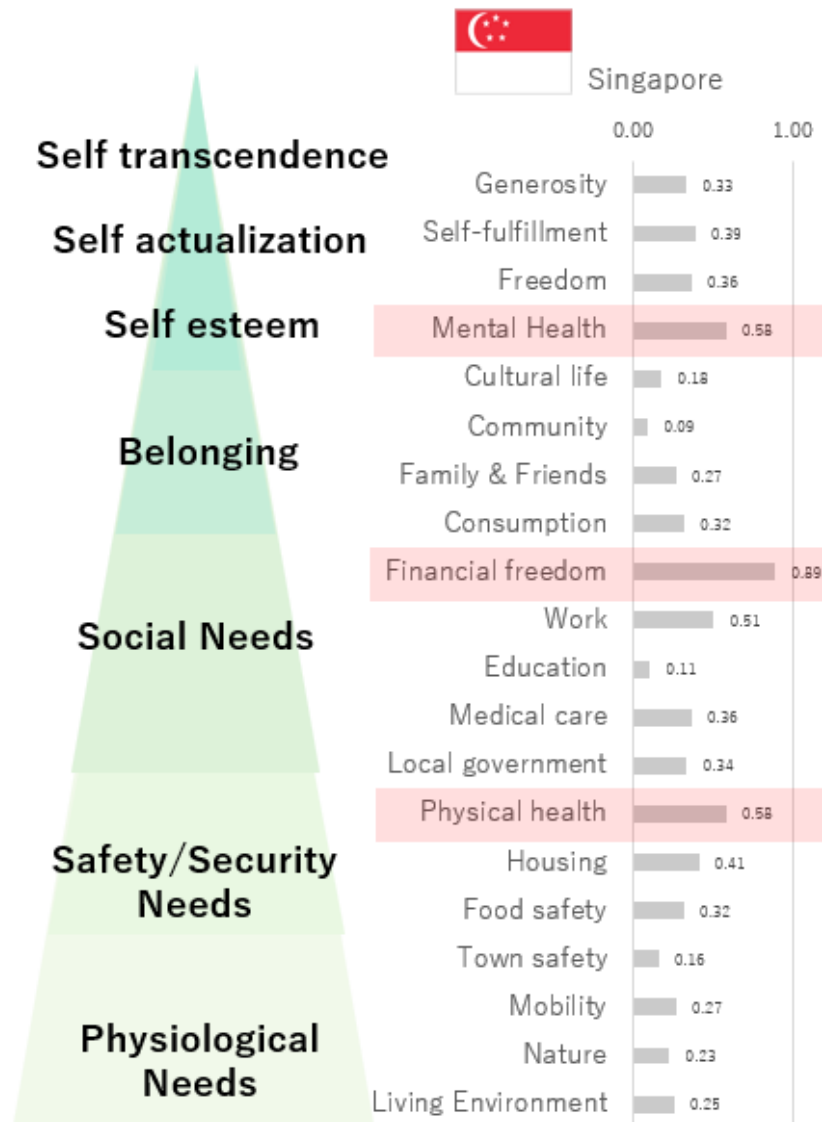 Singapore
0.00 1.00
Self transcendence
Self actualization
Self esteem
Belonging
Social Needs
Safety/Security
Needs
Physiological
Needs
Generosity 0.33
Self-fulfillment 0.39
Freedom 0.36
Mental Health 0.58
Cultural life 0.18
Community 0.09
Family & Friends 0.27
Consumption 0.32
Financial freedom 0.89
Work 0.51
Education 0.11
Medical care 0.36
Local government 0.34
Physical health 0.58
Housing 0.41
Food safety 0.32
Town safety 0.16
Mobility 0.27
Nature 0.23
Living Environment 0.25